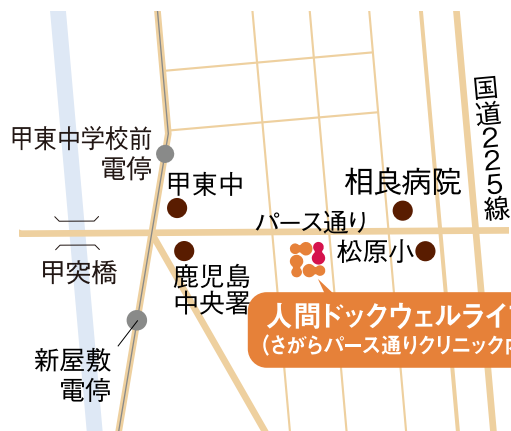 国道225線
甲東中学校前
電停
甲東中
相良病院
パース通り
松原小
甲突橋
鹿児島
中央署
人間ドックウェルライ
(さがらパース通りクリニック
新屋敷
電停